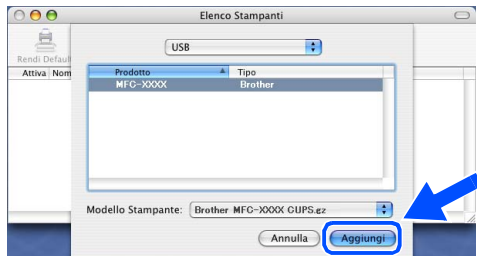 Elenco Stampanti
USB
Rendi Default
Attiva Nom
Prodotto Tipo
MFC-XXXX Brother
Modello Stampante: Brother MFC-XXXX CUPS.gz
Annulla Aggiungi